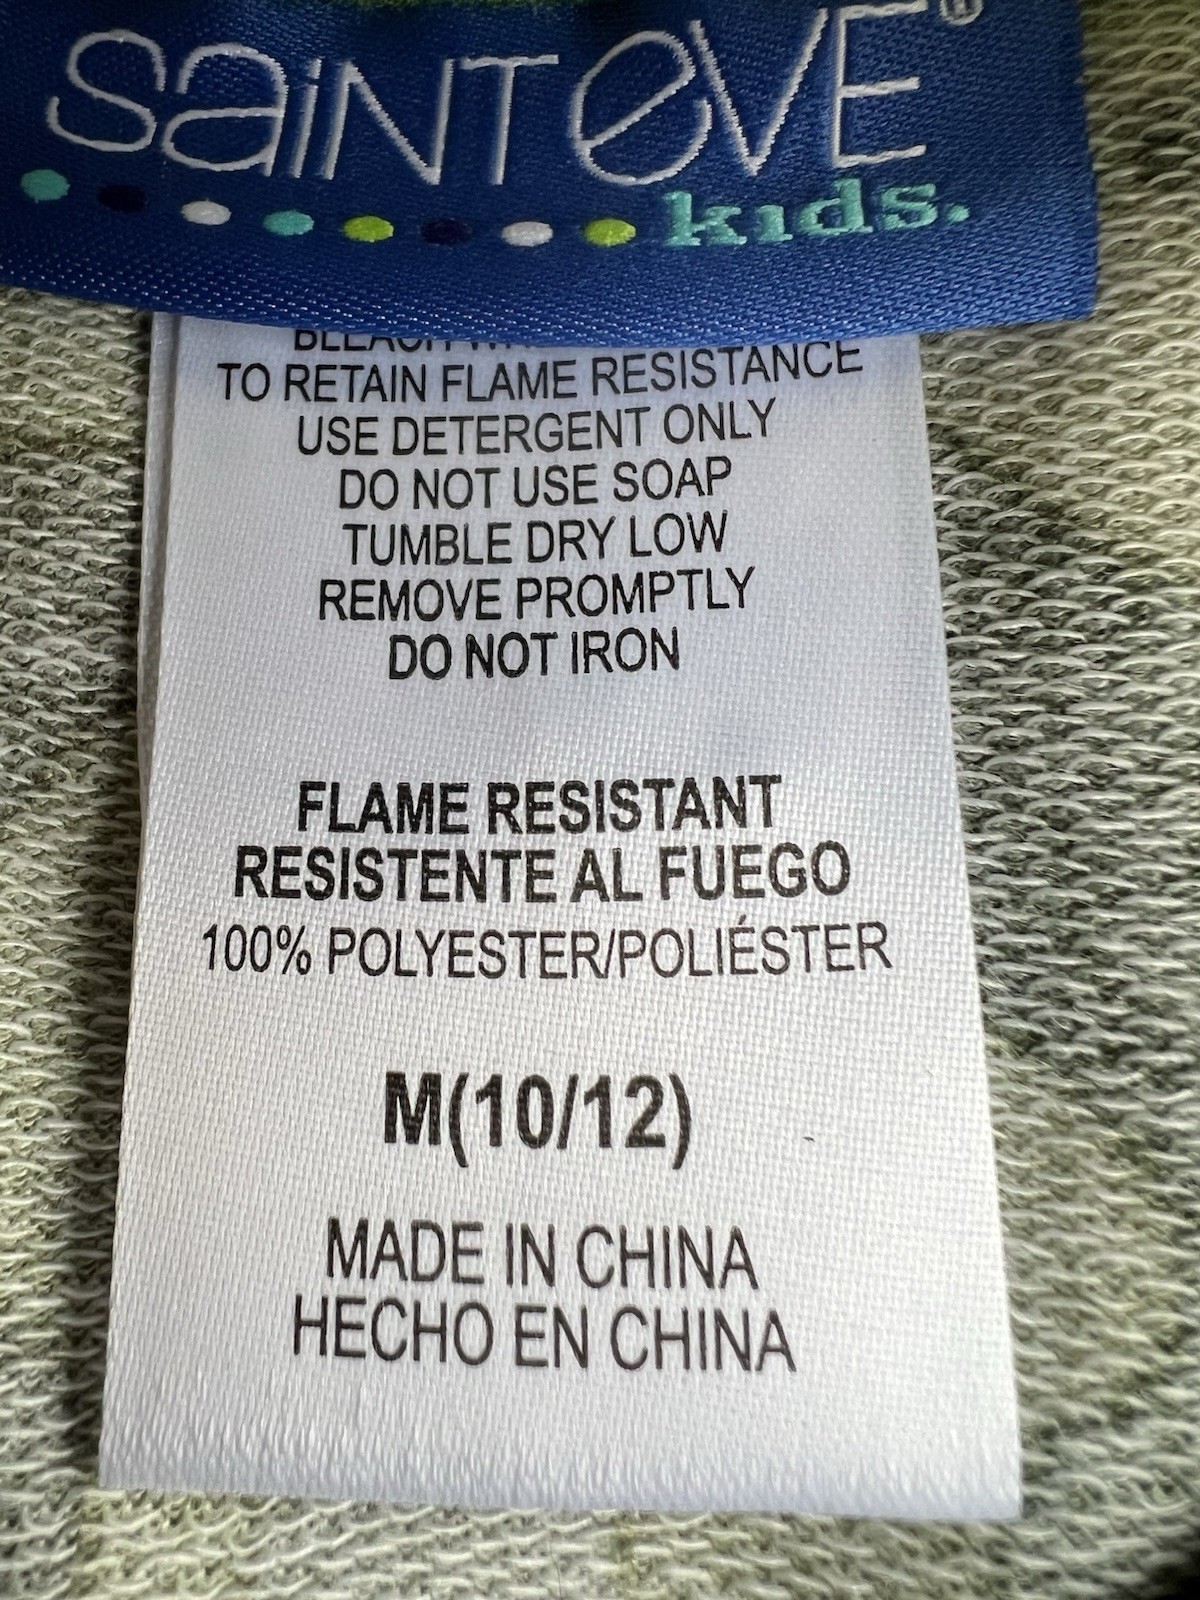 saiNT eVE®
kids.
BLEACH
TO RETAIN FLAME RESISTANCE
USE DETERGENT ONLY
DO NOT USE SOAP
TUMBLE DRY LOW
REMOVE PROMPTLY
DO NOT IRON
FLAME RESISTANT
RESISTENTE AL FUEGO
100% POLYESTER/POLIÉSTER
M(10/12)
MADE IN CHINA
HECHO EN CHINA